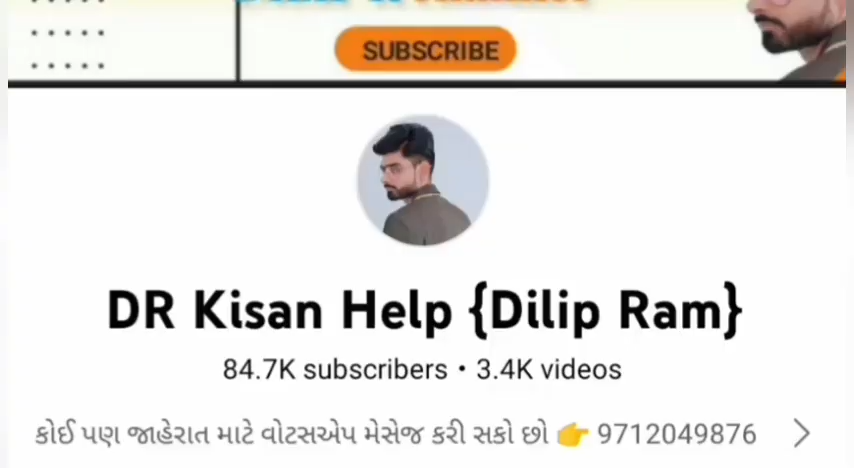 SUBSCRIBE
DR Kisan Help {Dilip Ram}
84.7K subscribers • 3.4K videos
કોઈ પણ જાહેરાત માટે વોટસએપ મેસેજ કરી સકો છો 👉 9712049876